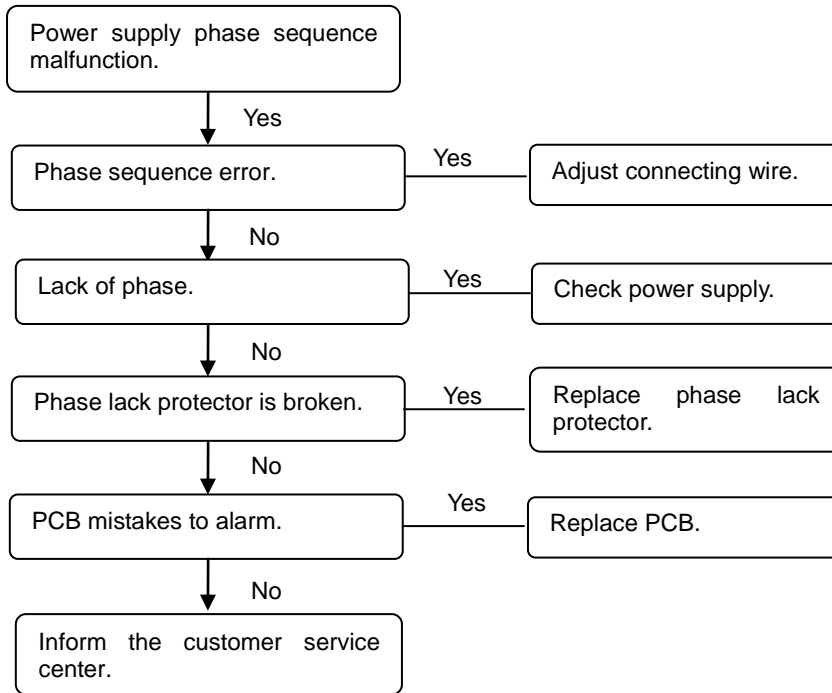 Power supply phase sequence
malfunction.
Yes
Phase sequence error.
Yes
Adjust connecting wire.
No
Lack of phase.
Yes
Check power supply.
No
Phase lack protector is broken.
Yes
Replace phase lack
protector.
No
PCB mistakes to alarm.
Yes
Replace PCB.
No
Inform the customer service
center.